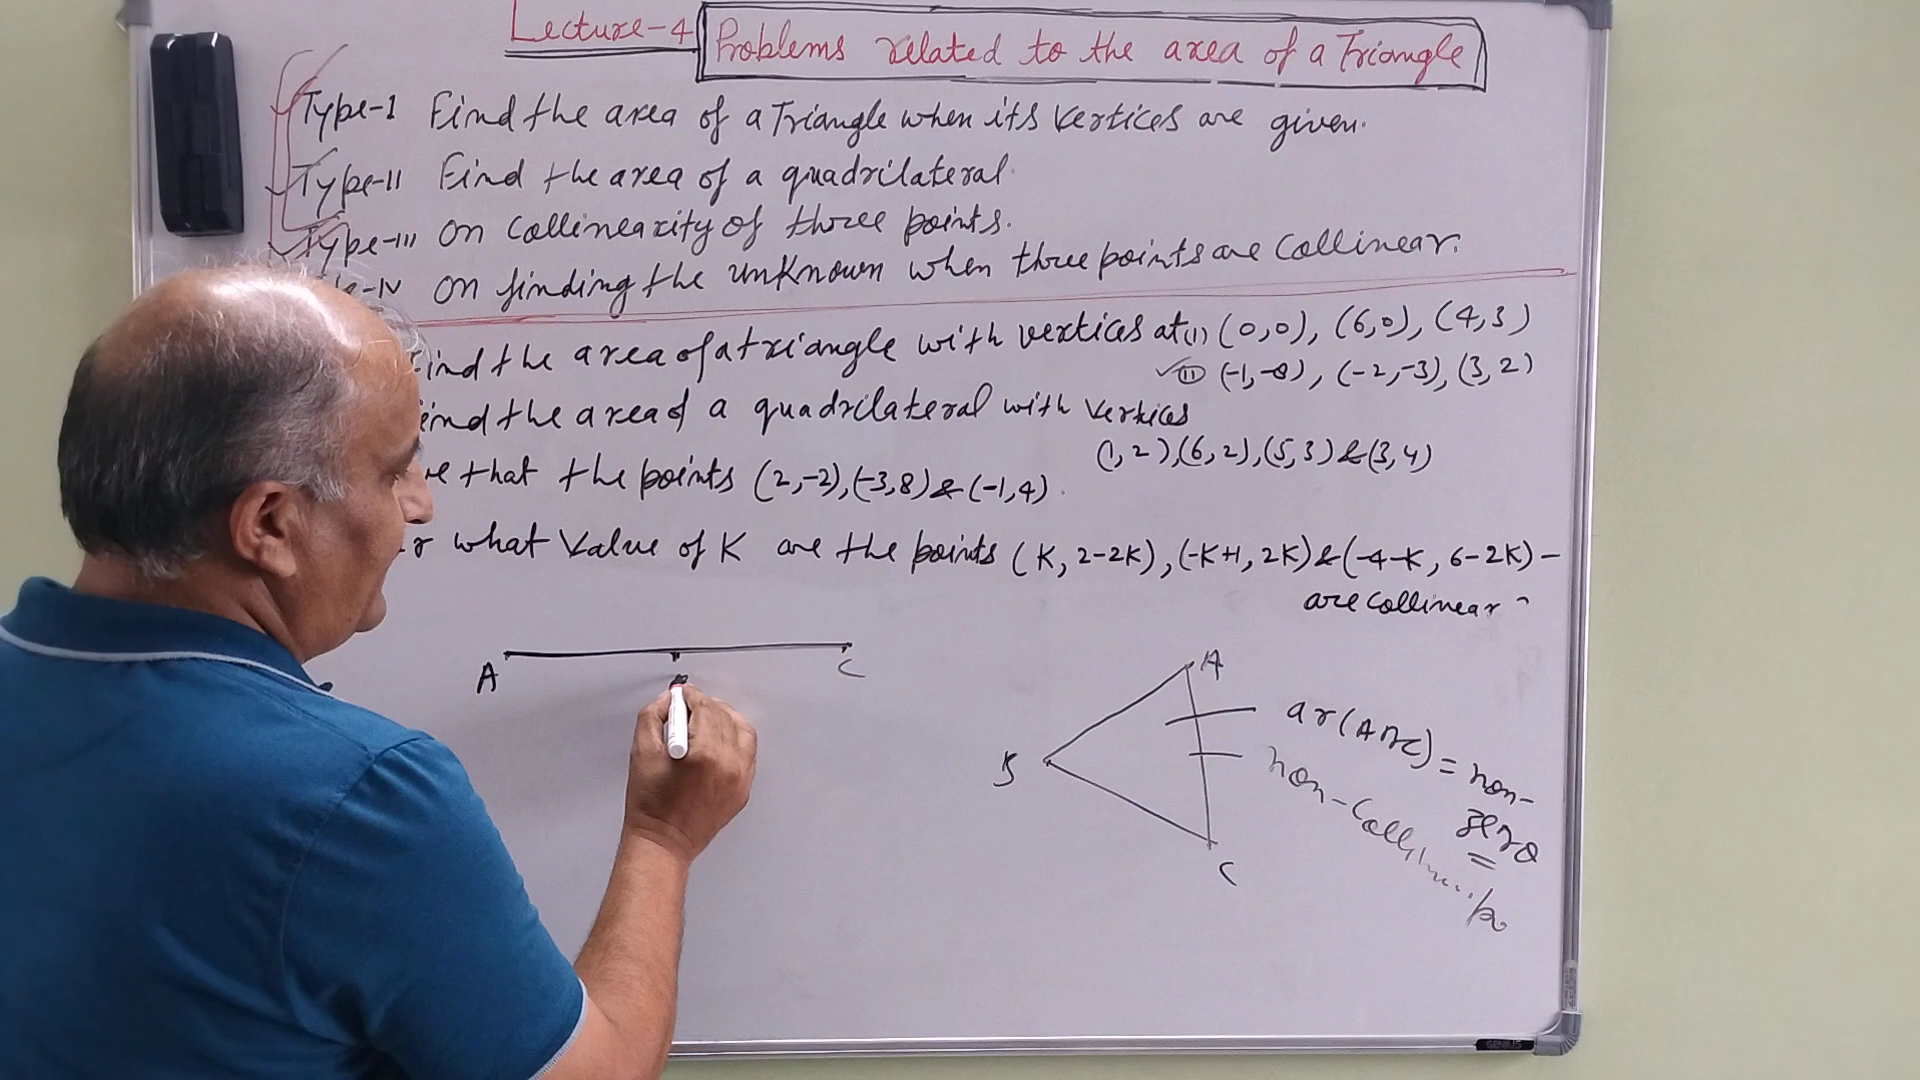 Lecture-4 Problems related to the area of a Triangle
Type-I Find the area of a Triangle when its vertices are given.
Type-II Find the area of a quadrilateral.
Type-III On Collinearity of three points.
-IV On finding the unknown when three points are Collinear.
ind the area of a triangle with vertices at (I) (0,0), (6,0), (4,3)
(II) (-1,-8), (-2,-3), (3,2)
ind the area of a quadrilateral with vertices
(1,2),(6,2),(5,3) & (3,4)
ve that the points (2,-2),(-3,8) & (-1,4).
r what value of K are the points (K, 2-2K), (-K+1, 2K) & (-4-K, 6-2K) -
are collinear
A C
A
B
C
ar(ABC) = non-
zero
non-
GENIUS